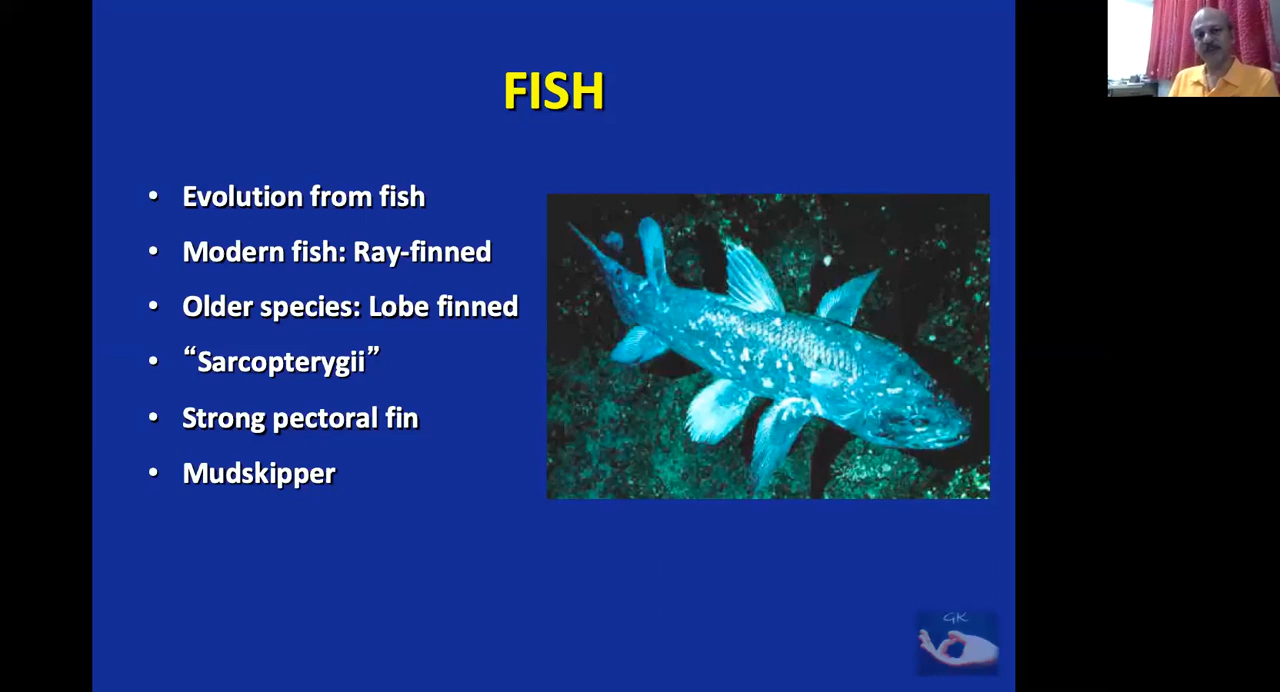 FISH
• Evolution from fish
• Modern fish: Ray-finned
• Older species: Lobe finned
• “Sarcopterygii”
• Strong pectoral fin
• Mudskipper
GK